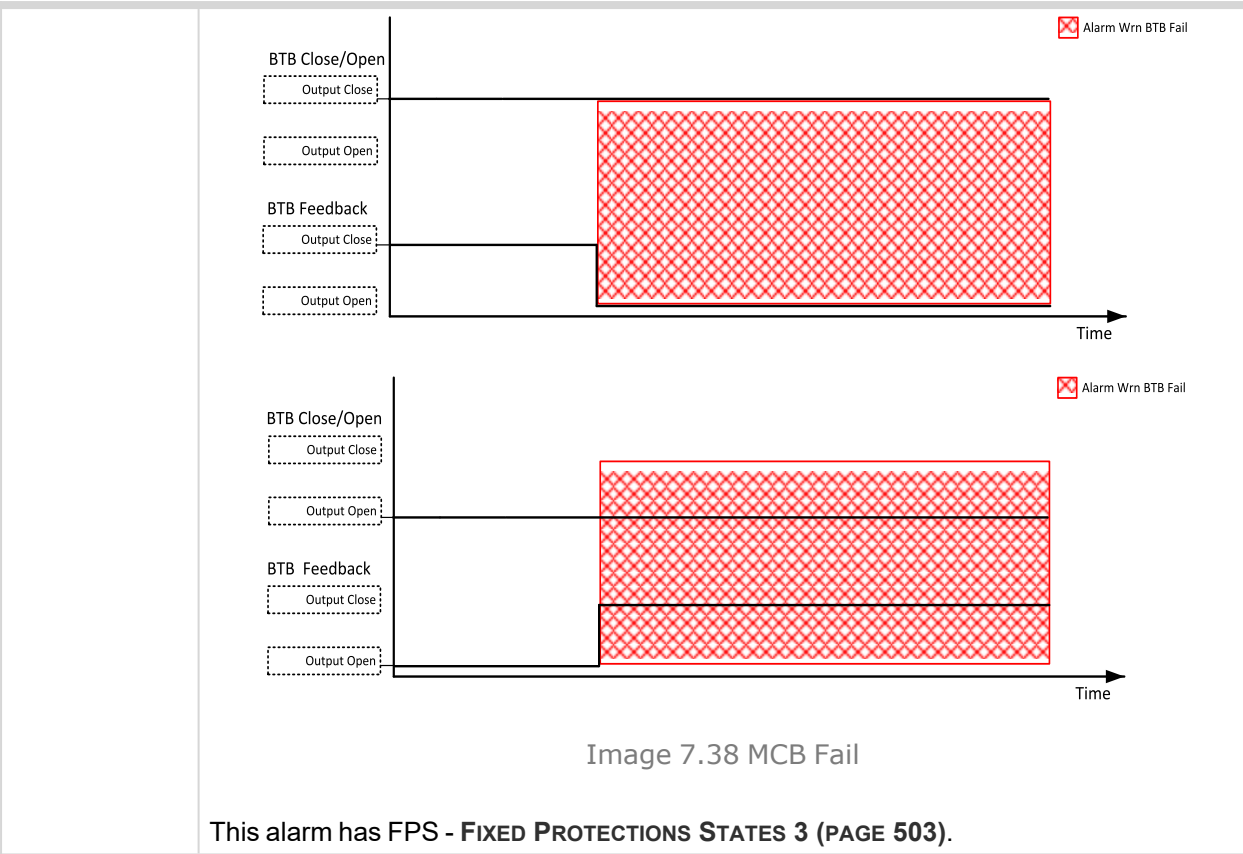 Alarm Wrn BTB Fail
BTB Close/Open
Output Close
Output Open
BTB Feedback
Output Close
Output Open
Time
Alarm Wrn BTB Fail
BTB Close/Open
Output Close
Output Open
BTB Feedback
Output Close
Output Open
Time
Image 7.38 MCB Fail
This alarm has FPS - FIXED PROTECTIONS STATES 3 (PAGE 503).